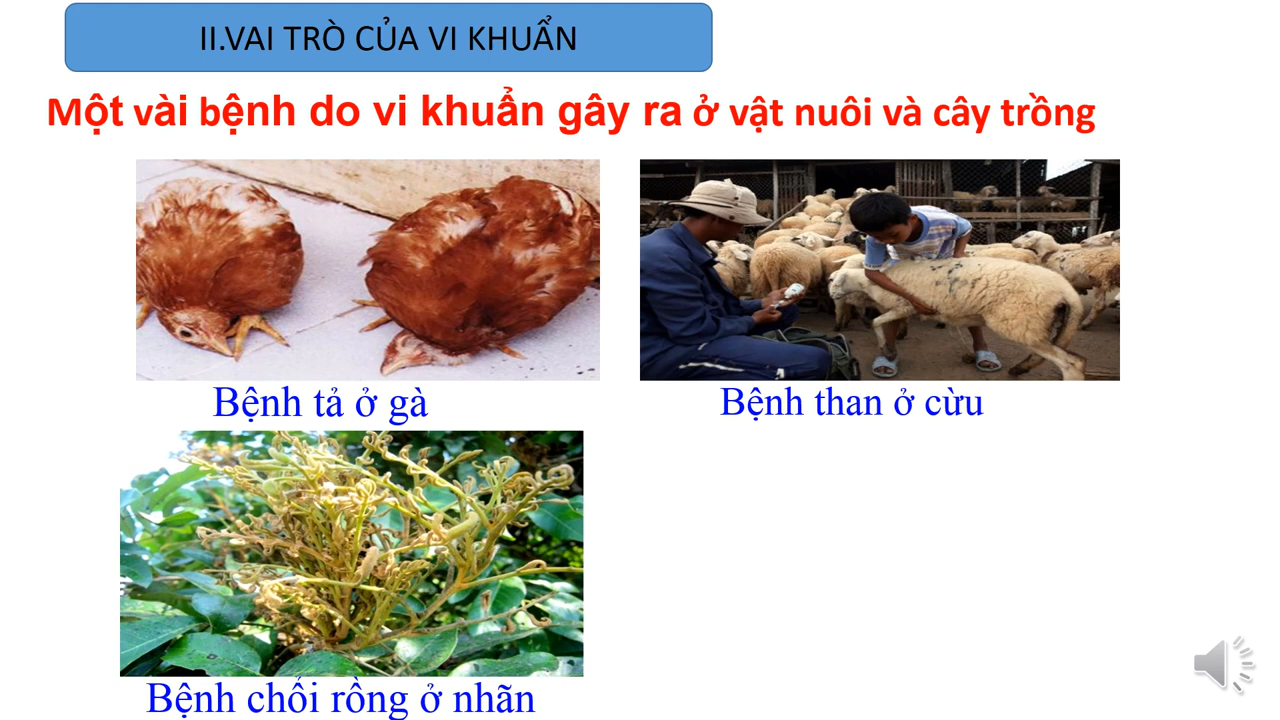 II.VAI TRÒ CỦA VI KHUẨN
Một vài bệnh do vi khuẩn gây ra ở vật nuôi và cây trồng
Bệnh tả ở gà
Bệnh than ở cừu
Bệnh chổi rồng ở nhãn